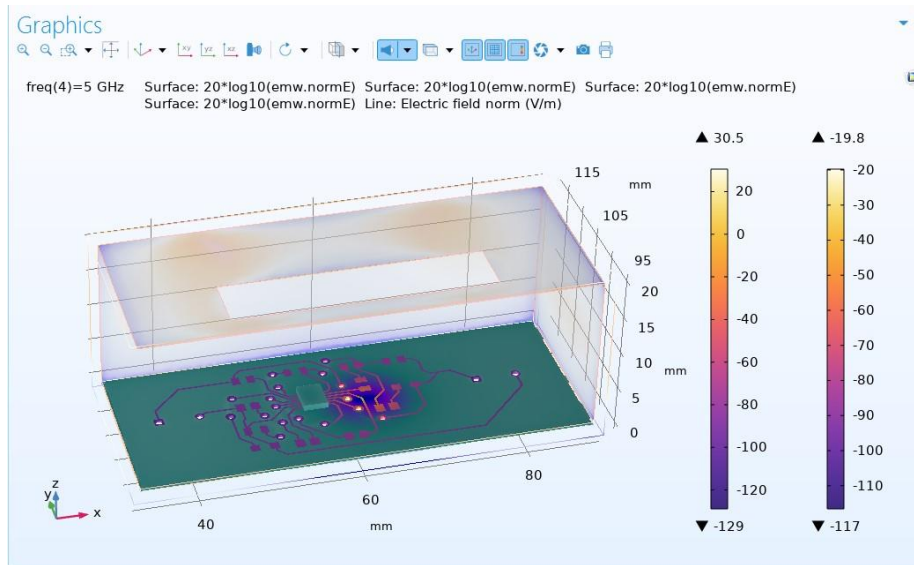 Graphics
xy yz xz
freq(4)=5 GHz Surface: 20*log10(emw.normE) Surface: 20*log10(emw.normE) Surface: 20*log10(emw.normE)
Surface: 20*log10(emw.normE) Line: Electric field norm (V/m)
▲ 30.5 ▲ -19.8
115
mm
105
95
20
15
10
mm
5
0
80
60
40
mm
z
y
x
20
0
-20
-40
-60
-80
-100
-120
▼ -129
-20
-30
-40
-50
-60
-70
-80
-90
-100
-110
▼ -117